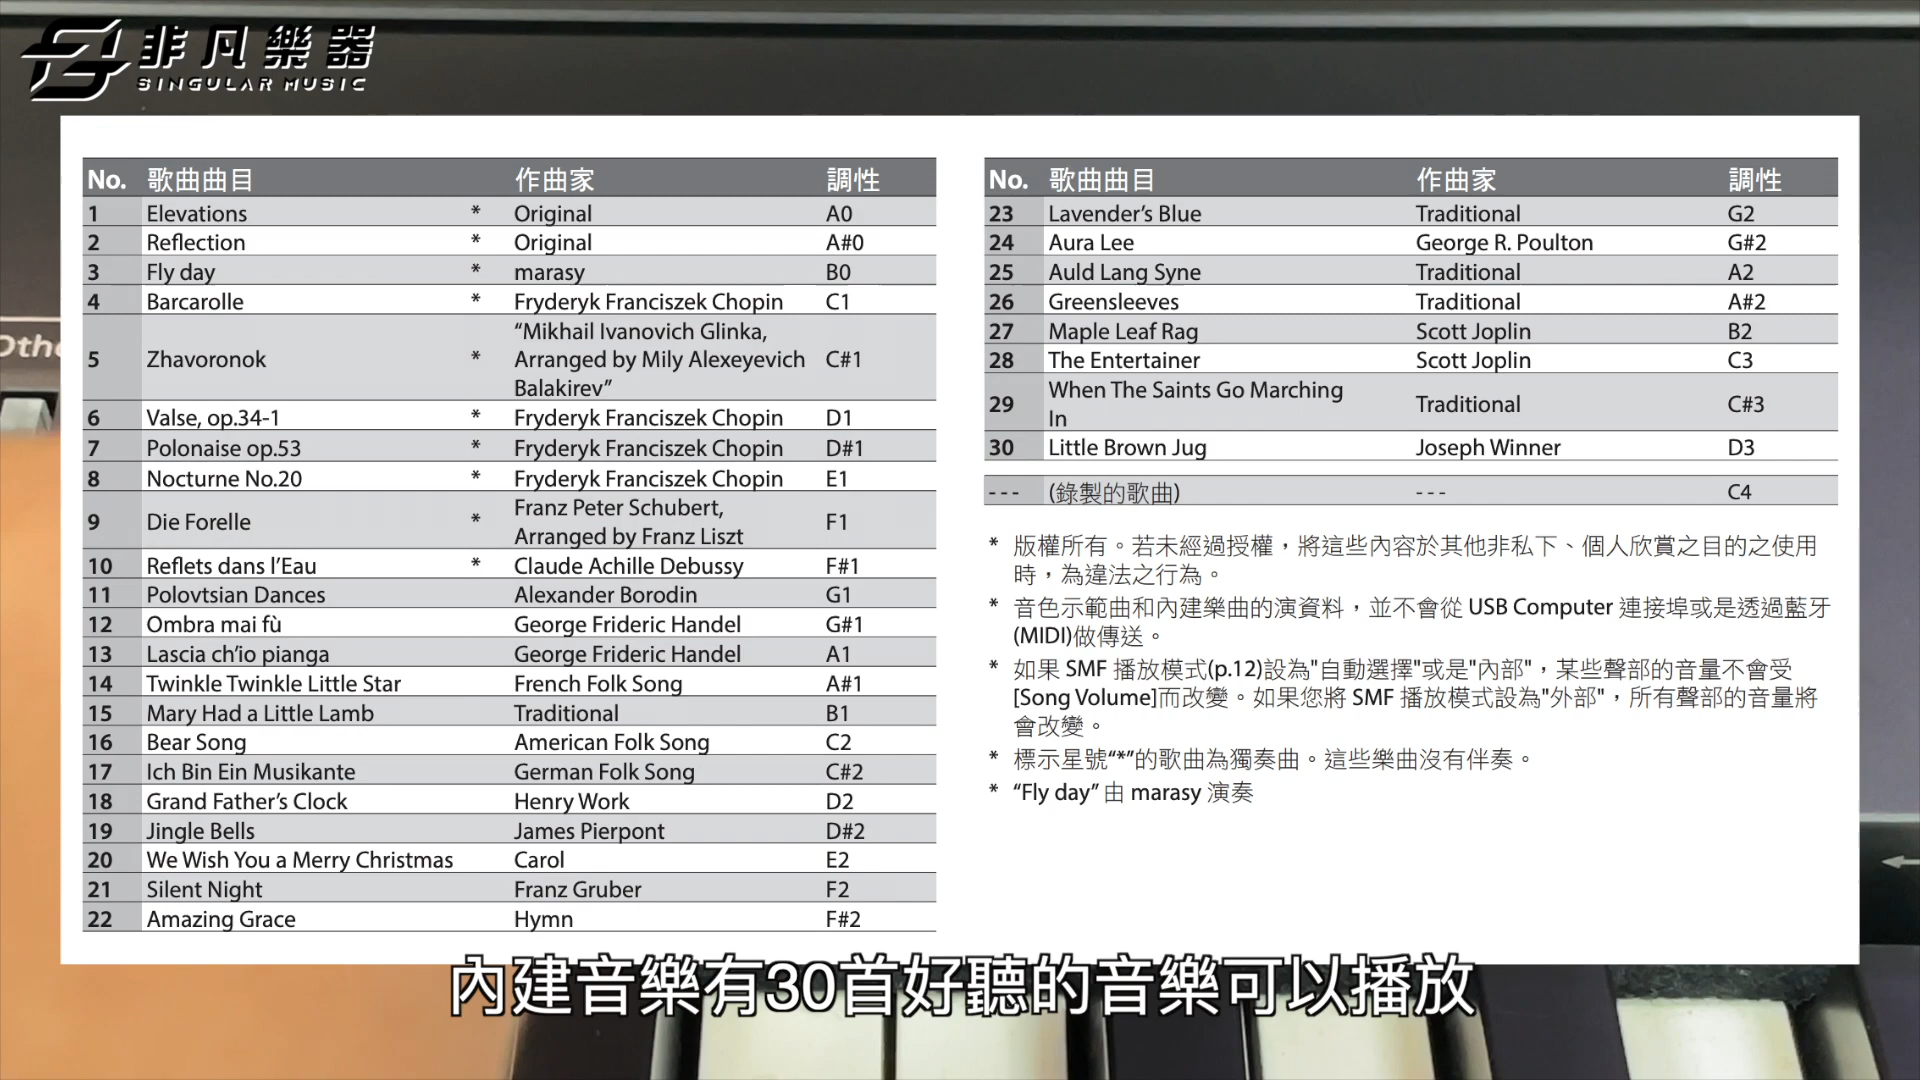 非凡樂器
SINGULAR MUSIC
No. 歌曲曲目 作曲家 調性
1 Elevations * Original A0
2 Reflection * Original A#0
3 Fly day * marasy B0
4 Barcarolle * Fryderyk Franciszek Chopin C1
5 Zhavoronok * “Mikhail Ivanovich Glinka,
Arranged by Mily Alexeyevich
Balakirev” C#1
6 Valse, op.34-1 * Fryderyk Franciszek Chopin D1
7 Polonaise op.53 * Fryderyk Franciszek Chopin D#1
8 Nocturne No.20 * Fryderyk Franciszek Chopin E1
9 Die Forelle * Franz Peter Schubert,
Arranged by Franz Liszt F1
10 Reflets dans l’Eau * Claude Achille Debussy F#1
11 Polovtsian Dances Alexander Borodin G1
12 Ombra mai fù George Frideric Handel G#1
13 Lascia ch’io pianga George Frideric Handel A1
14 Twinkle Twinkle Little Star French Folk Song A#1
15 Mary Had a Little Lamb Traditional B1
16 Bear Song American Folk Song C2
17 Ich Bin Ein Musikante German Folk Song C#2
18 Grand Father’s Clock Henry Work D2
19 Jingle Bells James Pierpont D#2
20 We Wish You a Merry Christmas Carol E2
21 Silent Night Franz Gruber F2
22 Amazing Grace Hymn F#2
No. 歌曲曲目 作曲家 調性
23 Lavender’s Blue Traditional G2
24 Aura Lee George R. Poulton G#2
25 Auld Lang Syne Traditional A2
26 Greensleeves Traditional A#2
27 Maple Leaf Rag Scott Joplin B2
28 The Entertainer Scott Joplin C3
29 When The Saints Go Marching
In Traditional C#3
30 Little Brown Jug Joseph Winner D3
--- (錄製的歌曲) --- C4
* 版權所有。若未經過授權，將這些內容於其他非私下、個人欣賞之目的之使用
時，為違法之行為。
* 音色示範曲和內建樂曲的演資料，並不會從 USB Computer 連接埠或是透過藍牙
(MIDI)做傳送。
* 如果 SMF 播放模式(p.12)設為"自動選擇"或是"內部"，某些聲部的音量不會受
[Song Volume]而改變。如果您將 SMF 播放模式設為"外部"，所有聲部的音量將
會改變。
* 標示星號“*”的歌曲為獨奏曲。這些樂曲沒有伴奏。
* “Fly day” 由 marasy 演奏
內建音樂有30首好聽的音樂可以播放